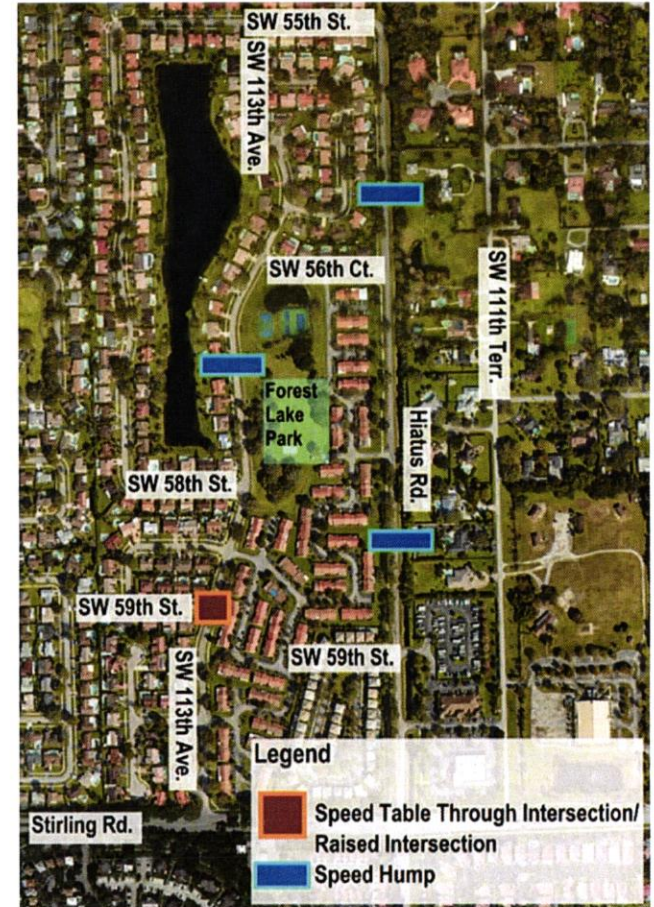 SW 55th St.
SW 113th Ave.
SW 56th Ct.
SW 111th Terr.
Forest
Lake
Park
Hiatus Rd.
SW 58th St.
SW 59th St.
SW 59th St.
SW 113th Ave.
Stirling Rd.
Legend
Speed Table Through Intersection/
Raised Intersection
Speed Hump